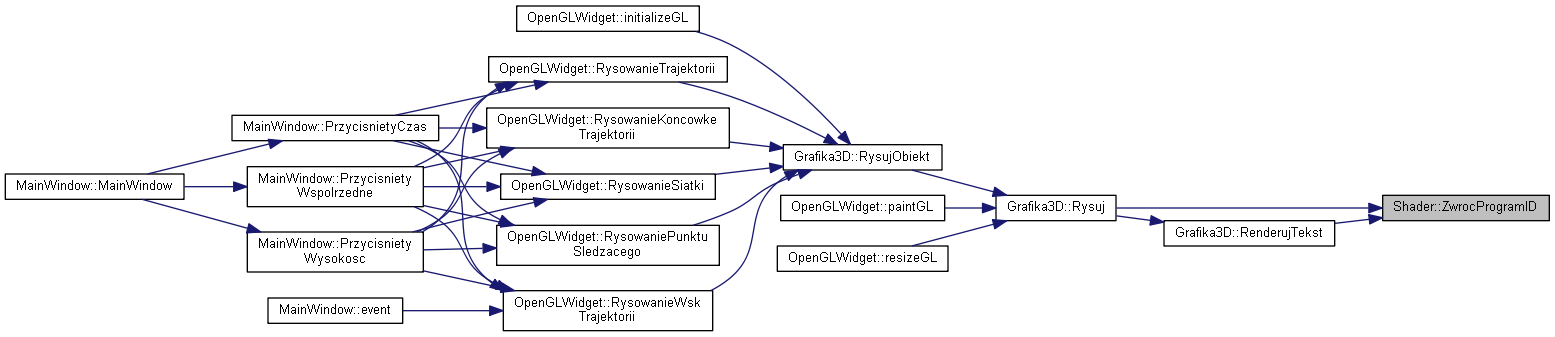 OpenGLWidget::initializeGL
OpenGLWidget::RysowanieTrajektorii
MainWindow::PrzycisnietyCzas
OpenGLWidget::RysowanieKoncowke
Trajektorii
Grafika3D::RysujObiekt
MainWindow::MainWindow
MainWindow::Przycisniety
Wspolrzedne
OpenGLWidget::RysowanieSiatki
OpenGLWidget::paintGL
Grafika3D::Rysuj
Shader::ZwrocProgramID
MainWindow::Przycisniety
Wysokosc
OpenGLWidget::RysowaniePunktu
Sledzacego
Grafika3D::RenderujTekst
OpenGLWidget::resizeGL
MainWindow::event
OpenGLWidget::RysowanieWsk
Trajektorii